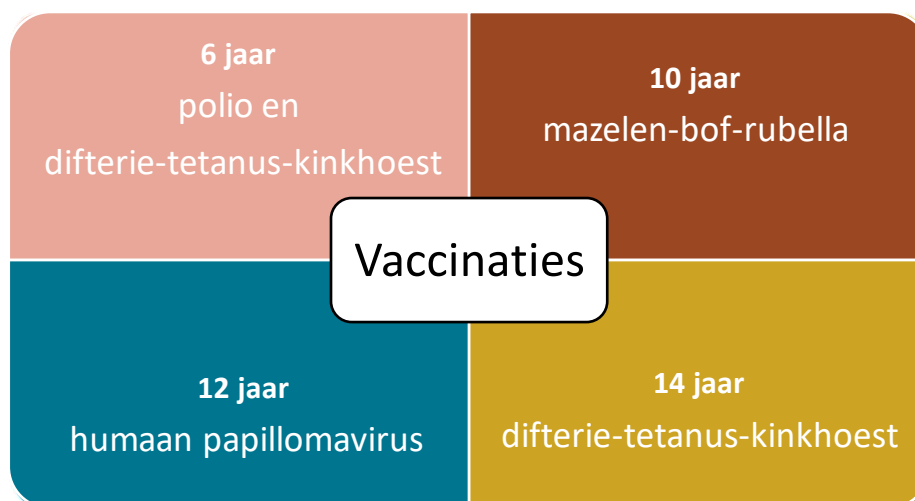 6 jaar
polio en
difterie-tetanus-kinkhoest
10 jaar
mazelen-bof-rubella
Vaccinaties
12 jaar
humaan papillomavirus
14 jaar
difterie-tetanus-kinkhoest